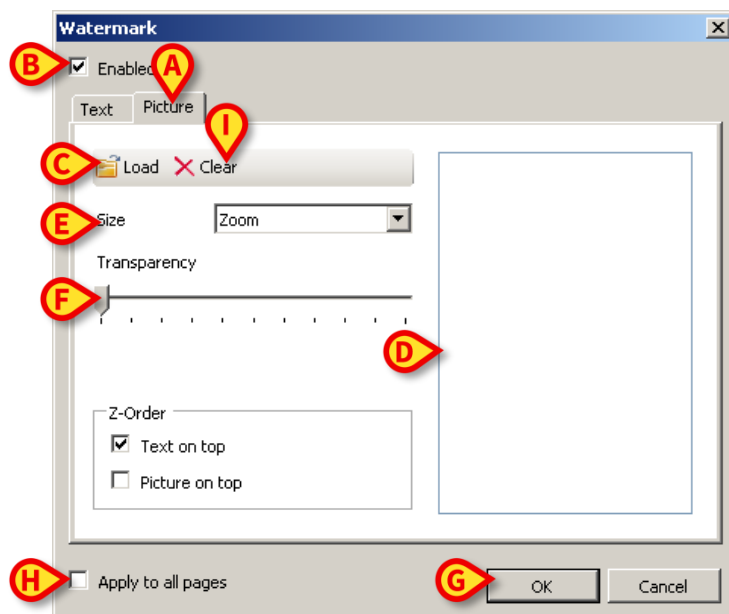 Watermark
B Enabled A
Text Picture
I
C Load Clear
E Size Zoom
Transparency
F
D
Z-Order
Text on top
Picture on top
H Apply to all pages G OK Cancel